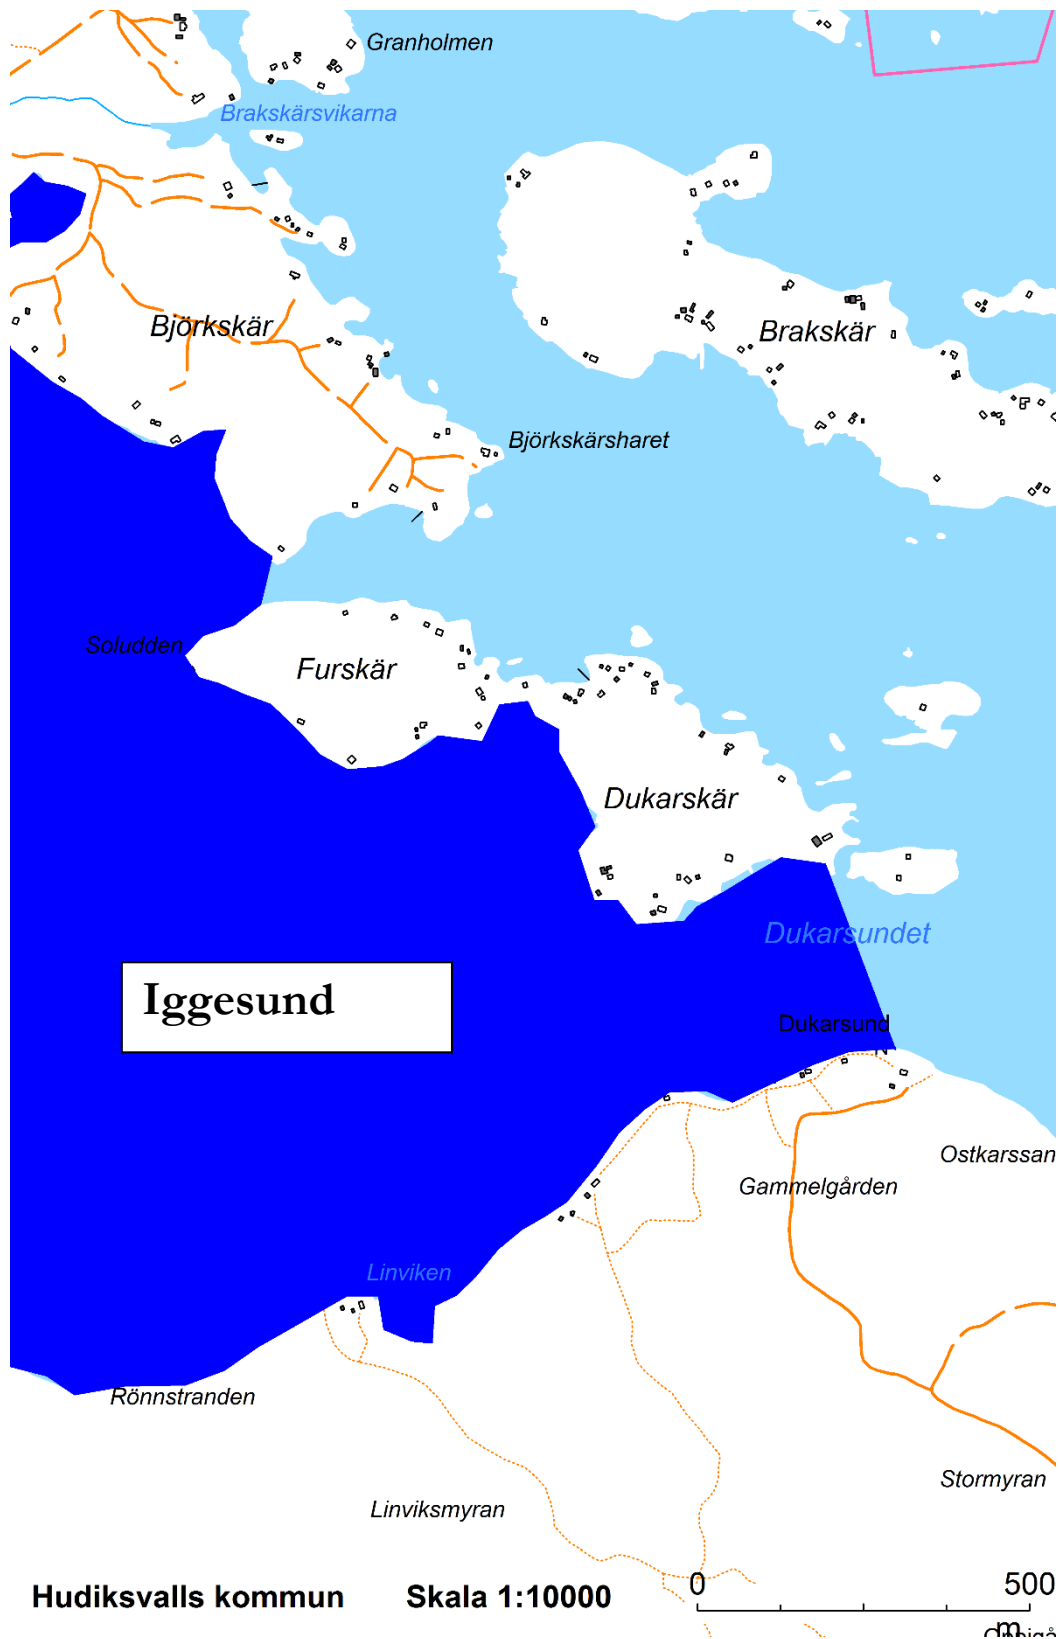 Granholmen
Brakskärsvikarna
Björkskär
Brakskär
Björkskärsharet
Soludden
Furskär
Dukarskär
Dukarsundet
Iggesund
Dukarsund
Ostkarssan
Gammelgården
Linviken
Rönnstranden
Stormyran
Linviksmyran
Hudiksvalls kommun Skala 1:10000
0 500
m